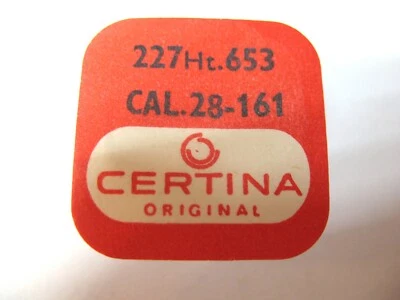 227Ht.653
CAL.28-161
CERTINA
ORIGINAL